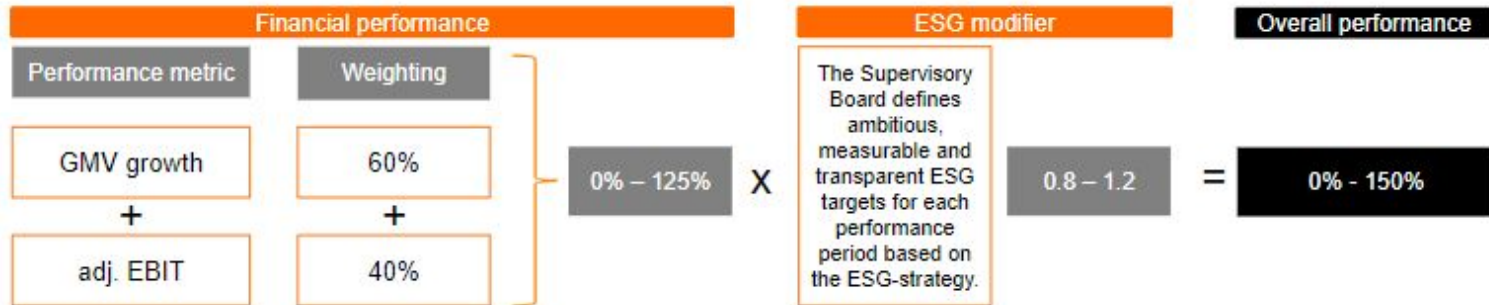 Financial performance
ESG modifier
Overall performance
Performance metric
Weighting
GMV growth
60%
+
+
adj. EBIT
40%
0% – 125%
X
The Supervisory
Board defines
ambitious,
measurable and
transparent ESG
targets for each
performance
period based on
the ESG-strategy.
0.8 – 1.2
=
0% - 150%